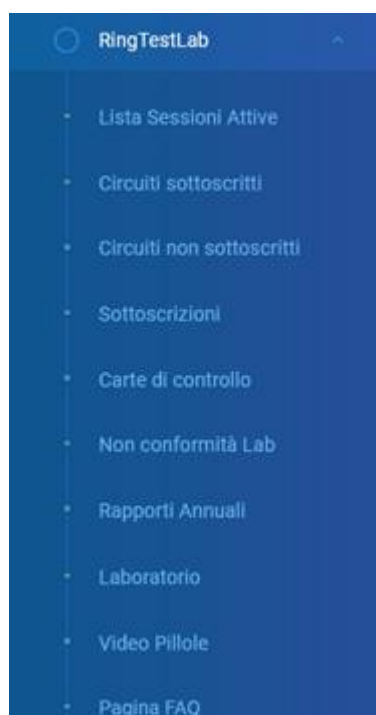 RingTestLab
Lista Sessioni Attive
Circuiti sottoscritti
Circuiti non sottoscritti
Sottoscrizioni
Carte di controllo
Non conformità Lab
Rapporti Annuali
Laboratorio
Video Pillole
Pagina FAQ